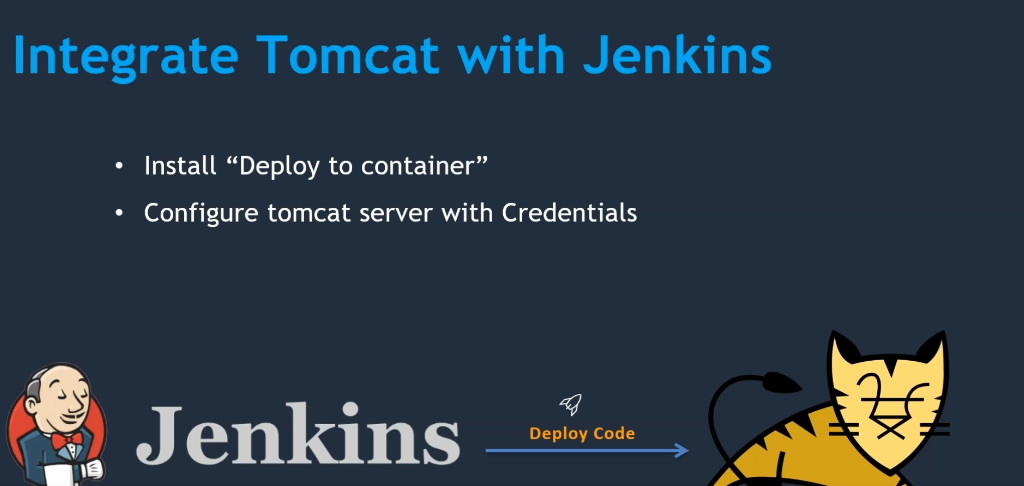 Integrate Tomcat with Jenkins
• Install “Deploy to container”
• Configure tomcat server with Credentials
Deploy Code
Jenkins